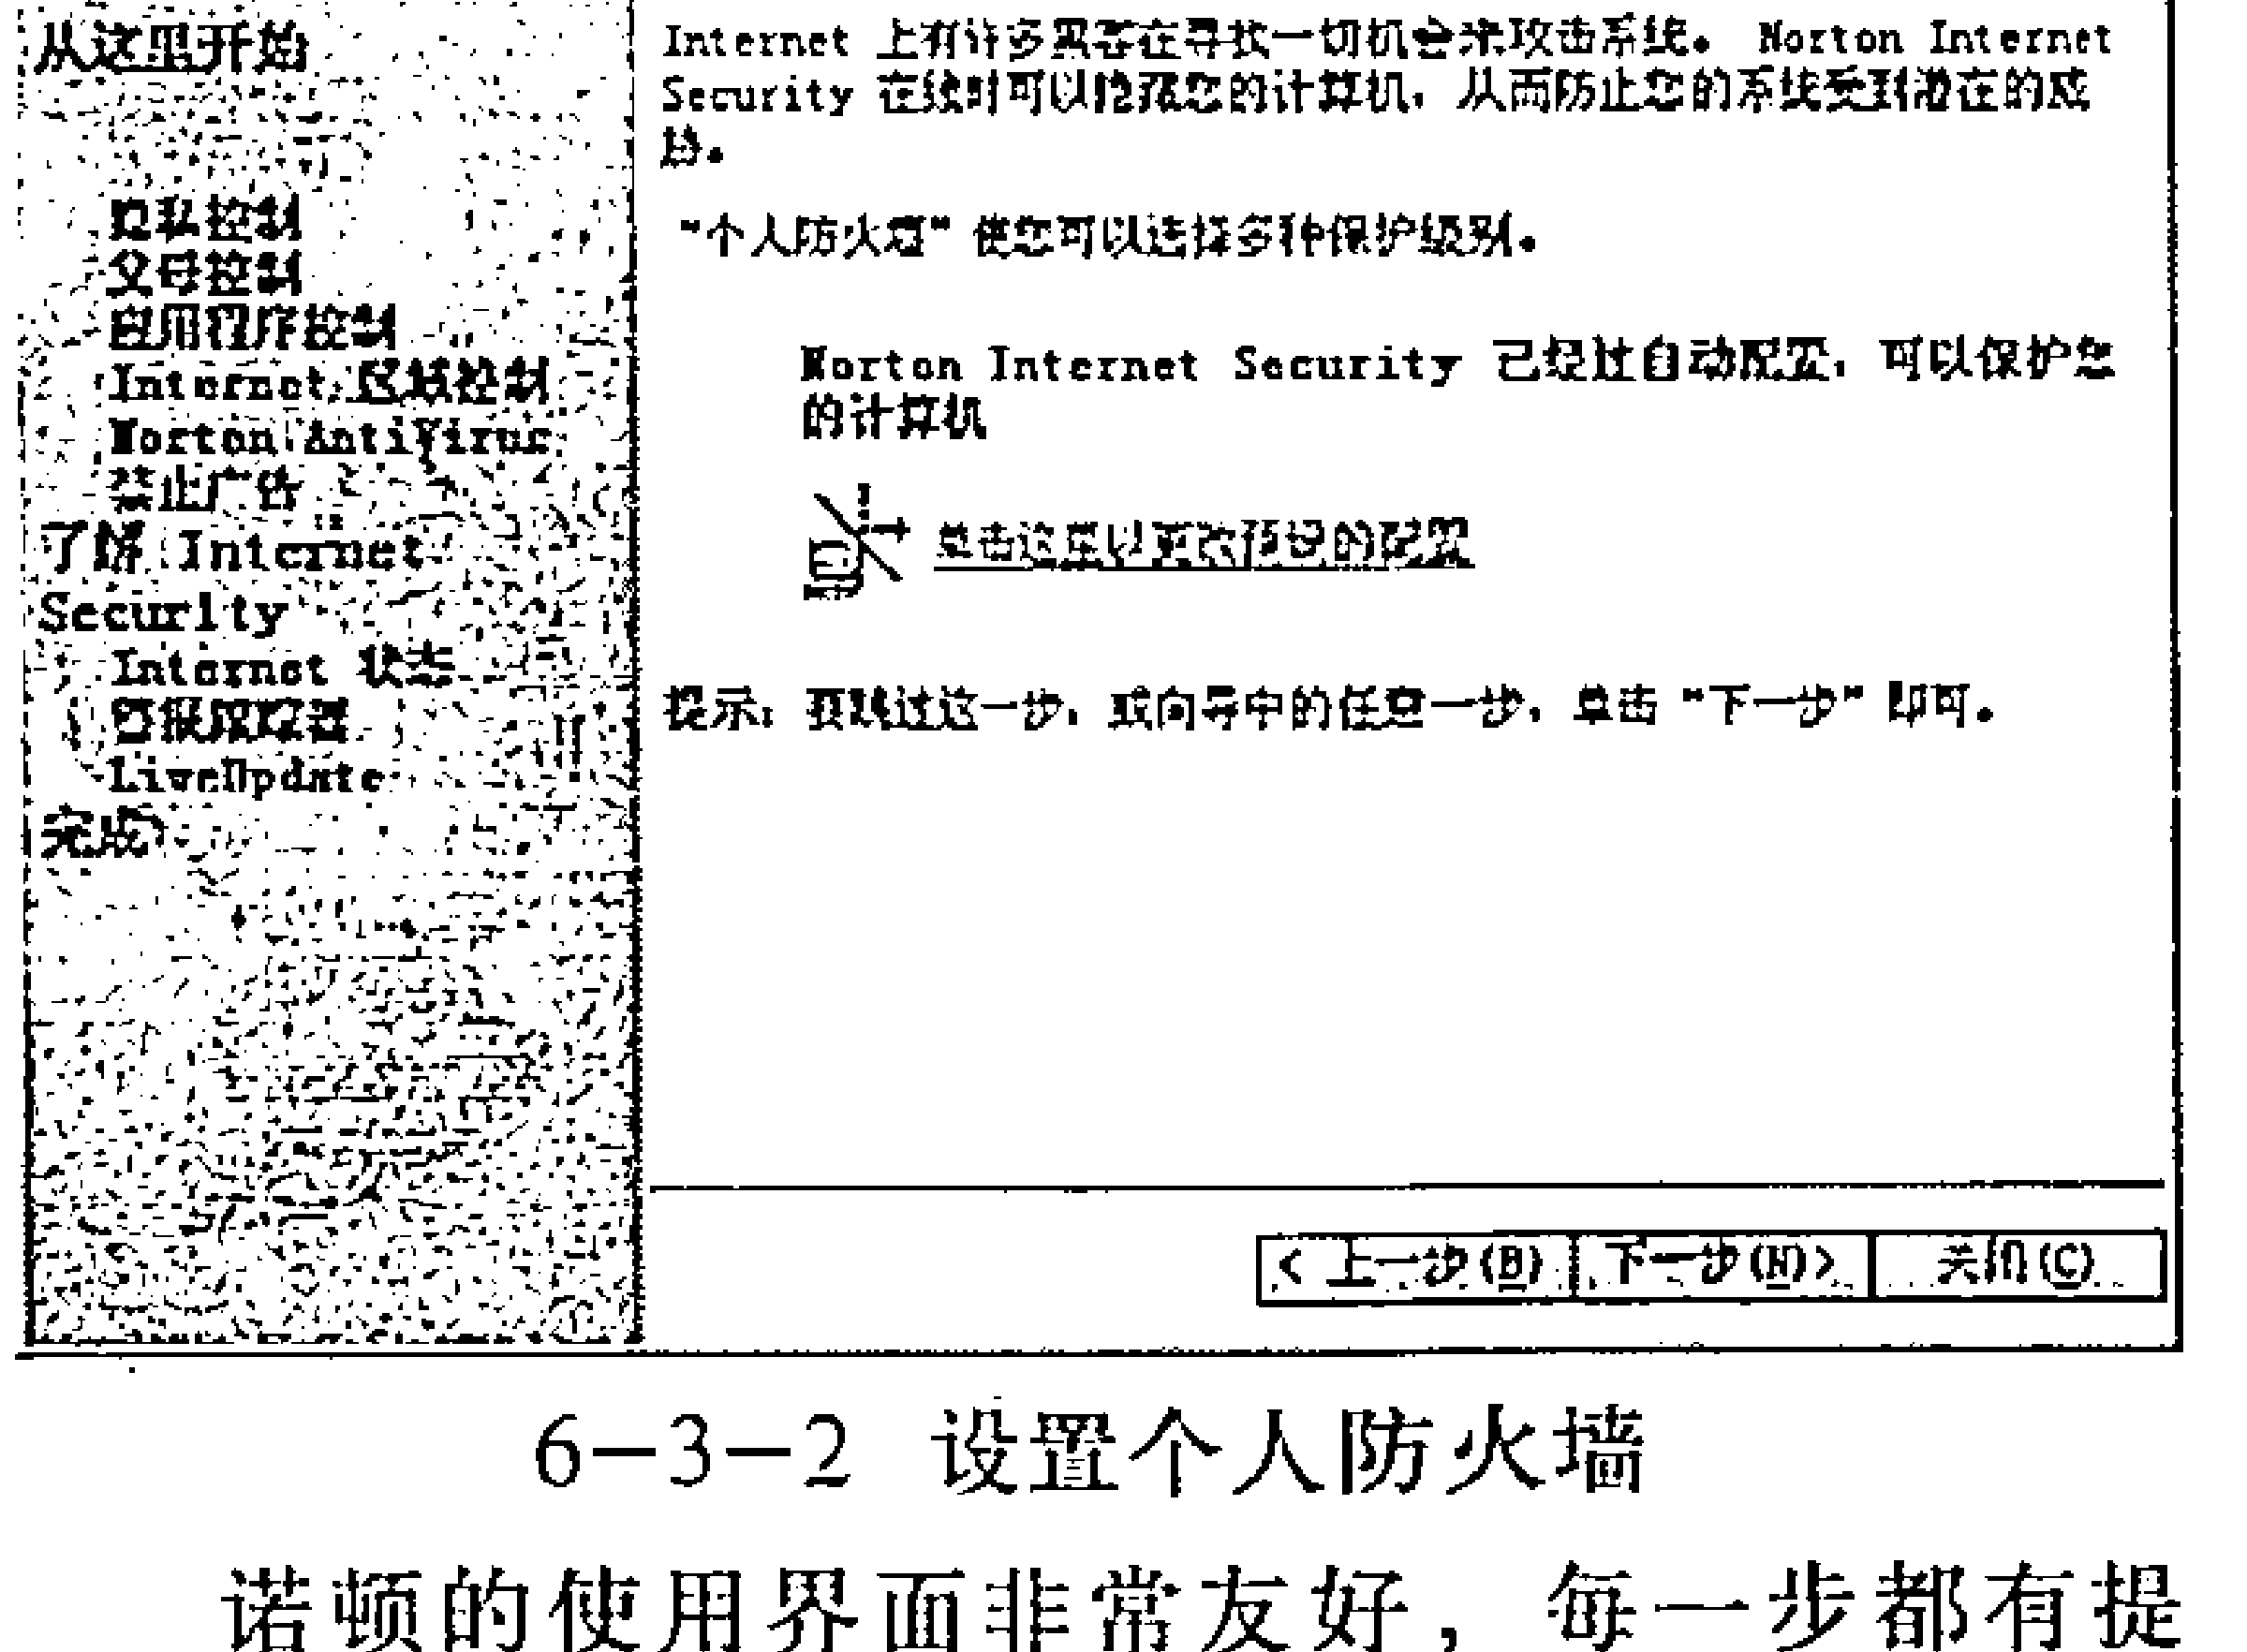 从这里开始
隐私控制
父母控制
应用程序控制
Internet 区域控制
Norton AntiVirus
禁止广告
了解 Internet
Security
Internet 状态
警报跟踪器
LiveUpdate
完成
Internet 上有许多黑客在寻找一切机会来攻击系统。 Norton Internet
Security 在线时可以隐藏您的计算机，从而防止您的系统受到潜在的威
胁。
“个人防火墙” 使您可以选择多种保护级别。
Norton Internet Security 已经过自动配置，可以保护您
的计算机
单击这里以更改预设的配置
提示：要跳过这一步，或向导中的任意一步，单击 “下一步” 即可。
< 上一步(B)
下一步(N)>
关闭(C)
6－3－2 设置个人防火墙
诺顿的使用界面非常友好，每一步都有提